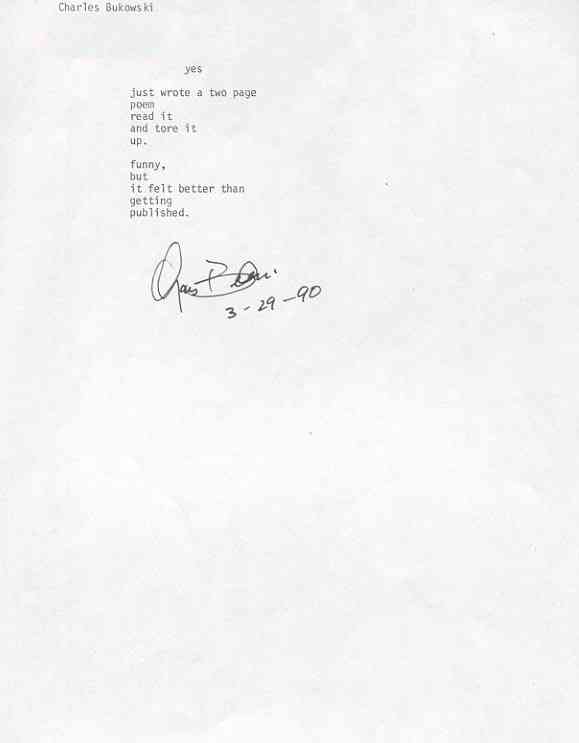 Charles Bukowski
yes
just wrote a two page
poem
read it
and tore it
up.
funny,
but
it felt better than
getting
published.
3-29-90